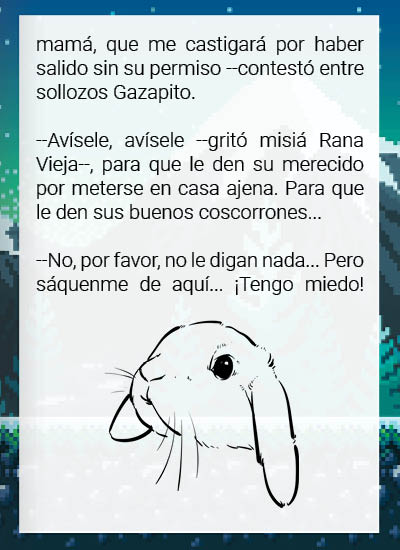 mamá, que me castigará por haber
salido sin su permiso --contestó entre
sollozos Gazapito.
--Avísele, avísele --gritó misiá Rana
Vieja--, para que le den su merecido
por meterse en casa ajena. Para que
le den sus buenos coscorrones...
--No, por favor, no le digan nada... Pero
sáquenme de aquí... ¡Tengo miedo!